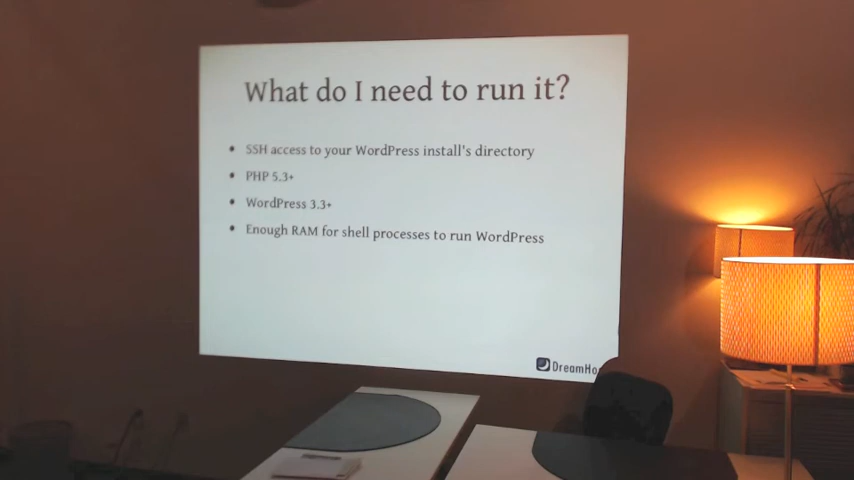 What do I need to run it?
• SSH access to your WordPress install's directory
• PHP 5.3+
• WordPress 3.3+
• Enough RAM for shell processes to run WordPress
DreamHo